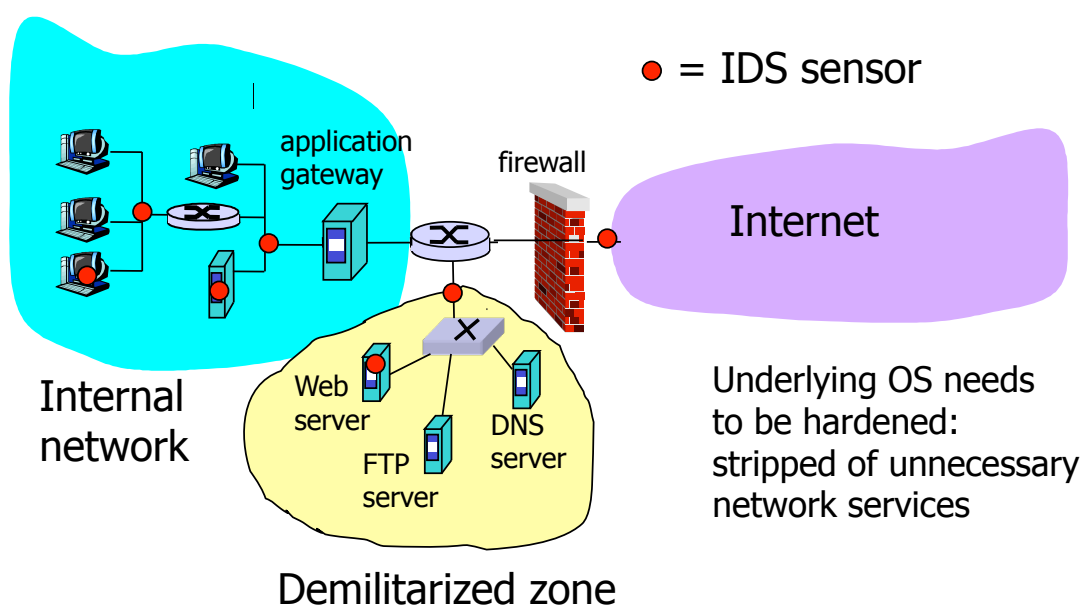 = IDS sensor
application
gateway
firewall
Internet
Internal
network
Web
server
FTP
server
DNS
server
Underlying OS needs
to be hardened:
stripped of unnecessary
network services
Demilitarized zone